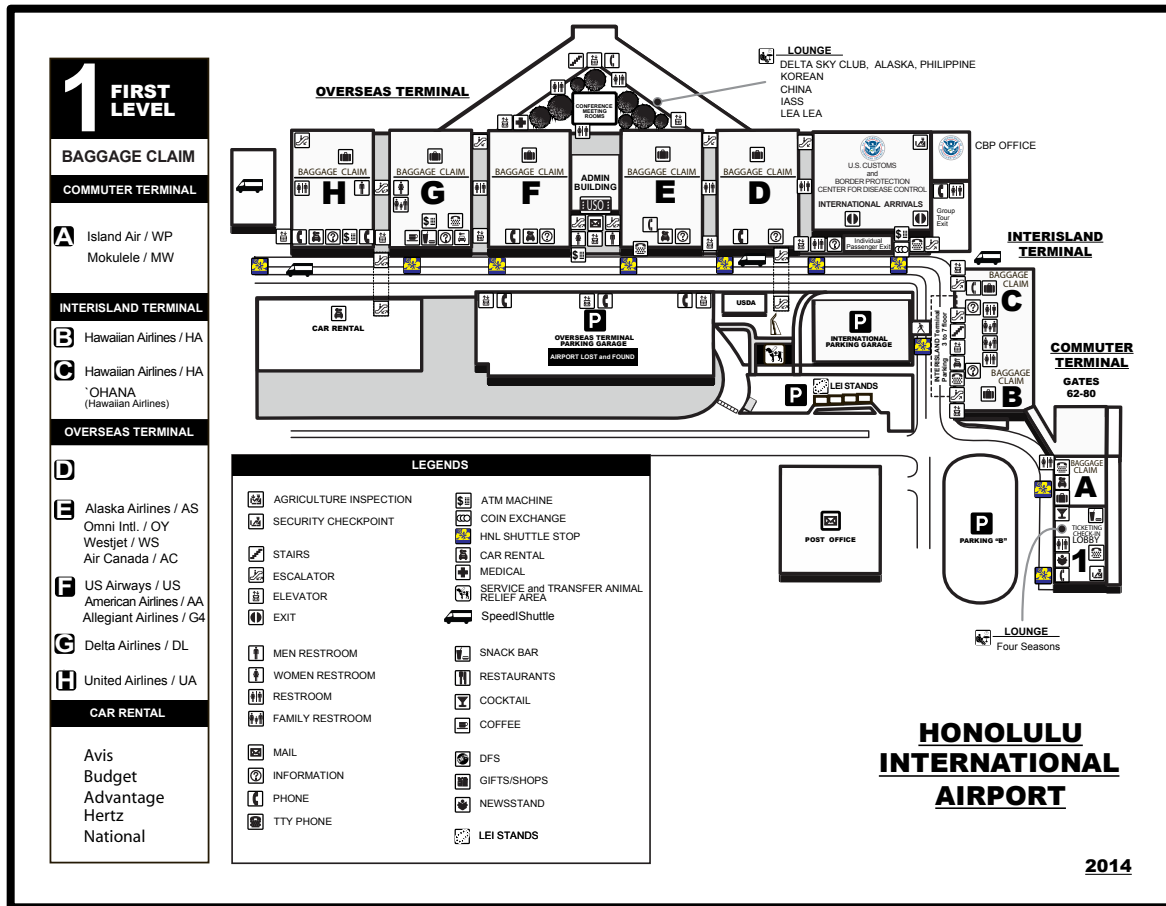 1 FIRST
LEVEL
BAGGAGE CLAIM
COMMUTER TERMINAL
A
Island Air / WP
Mokulele / MW
INTERISLAND TERMINAL
B Hawaiian Airlines / HA
C Hawaiian Airlines / HA
`OHANA
(Hawaiian Airlines)
OVERSEAS TERMINAL
D
E Alaska Airlines / AS
Omni Intl. / OY
Westjet / WS
Air Canada / AC
F US Airways / US
American Airlines / AA
Allegiant Airlines / G4
G Delta Airlines / DL
H United Airlines / UA
CAR RENTAL
Avis
Budget
Advantage
Hertz
National
OVERSEAS TERMINAL
LOUNGE
DELTA SKY CLUB, ALASKA, PHILIPPINE
KOREAN
CHINA
IASS
LEA LEA
CONFERENCE
MEETING
ROOMS
BAGGAGE CLAIM
H
BAGGAGE CLAIM
G
BAGGAGE CLAIM
F
ADMIN
BUILDING
USO
BAGGAGE CLAIM
E
BAGGAGE CLAIM
D
U.S. CUSTOMS
and
BORDER PROTECTION
CENTER FOR DISEASE CONTROL
INTERNATIONAL ARRIVALS
CBP OFFICE
Group
Tour
Exit
Individual
Passenger Exit
INTERISLAND
TERMINAL
BAGGAGE
CLAIM
C
BAGGAGE
CLAIM
B
INTERISLAND Terminal
Parking 3 to 7 floor
COMMUTER
TERMINAL
GATES
62-80
BAGGAGE
CLAIM
A
TICKETING
CHECK-IN
LOBBY
1
CAR RENTAL
P
OVERSEAS TERMINAL
PARKING GARAGE
AIRPORT LOST and FOUND
USDA
P
INTERNATIONAL
PARKING GARAGE
P
LEI STANDS
POST OFFICE
P
PARKING "B"
LOUNGE
Four Seasons
LEGENDS
AGRICULTURE INSPECTION
SECURITY CHECKPOINT
STAIRS
ESCALATOR
ELEVATOR
EXIT
MEN RESTROOM
WOMEN RESTROOM
RESTROOM
FAMILY RESTROOM
MAIL
INFORMATION
PHONE
TTY PHONE
ATM MACHINE
COIN EXCHANGE
HNL SHUTTLE STOP
CAR RENTAL
MEDICAL
SERVICE and TRANSFER ANIMAL
RELIEF AREA
SpeedIShuttle
SNACK BAR
RESTAURANTS
COCKTAIL
COFFEE
DFS
GIFTS/SHOPS
NEWSSTAND
LEI STANDS
HONOLULU
INTERNATIONAL
AIRPORT
2014